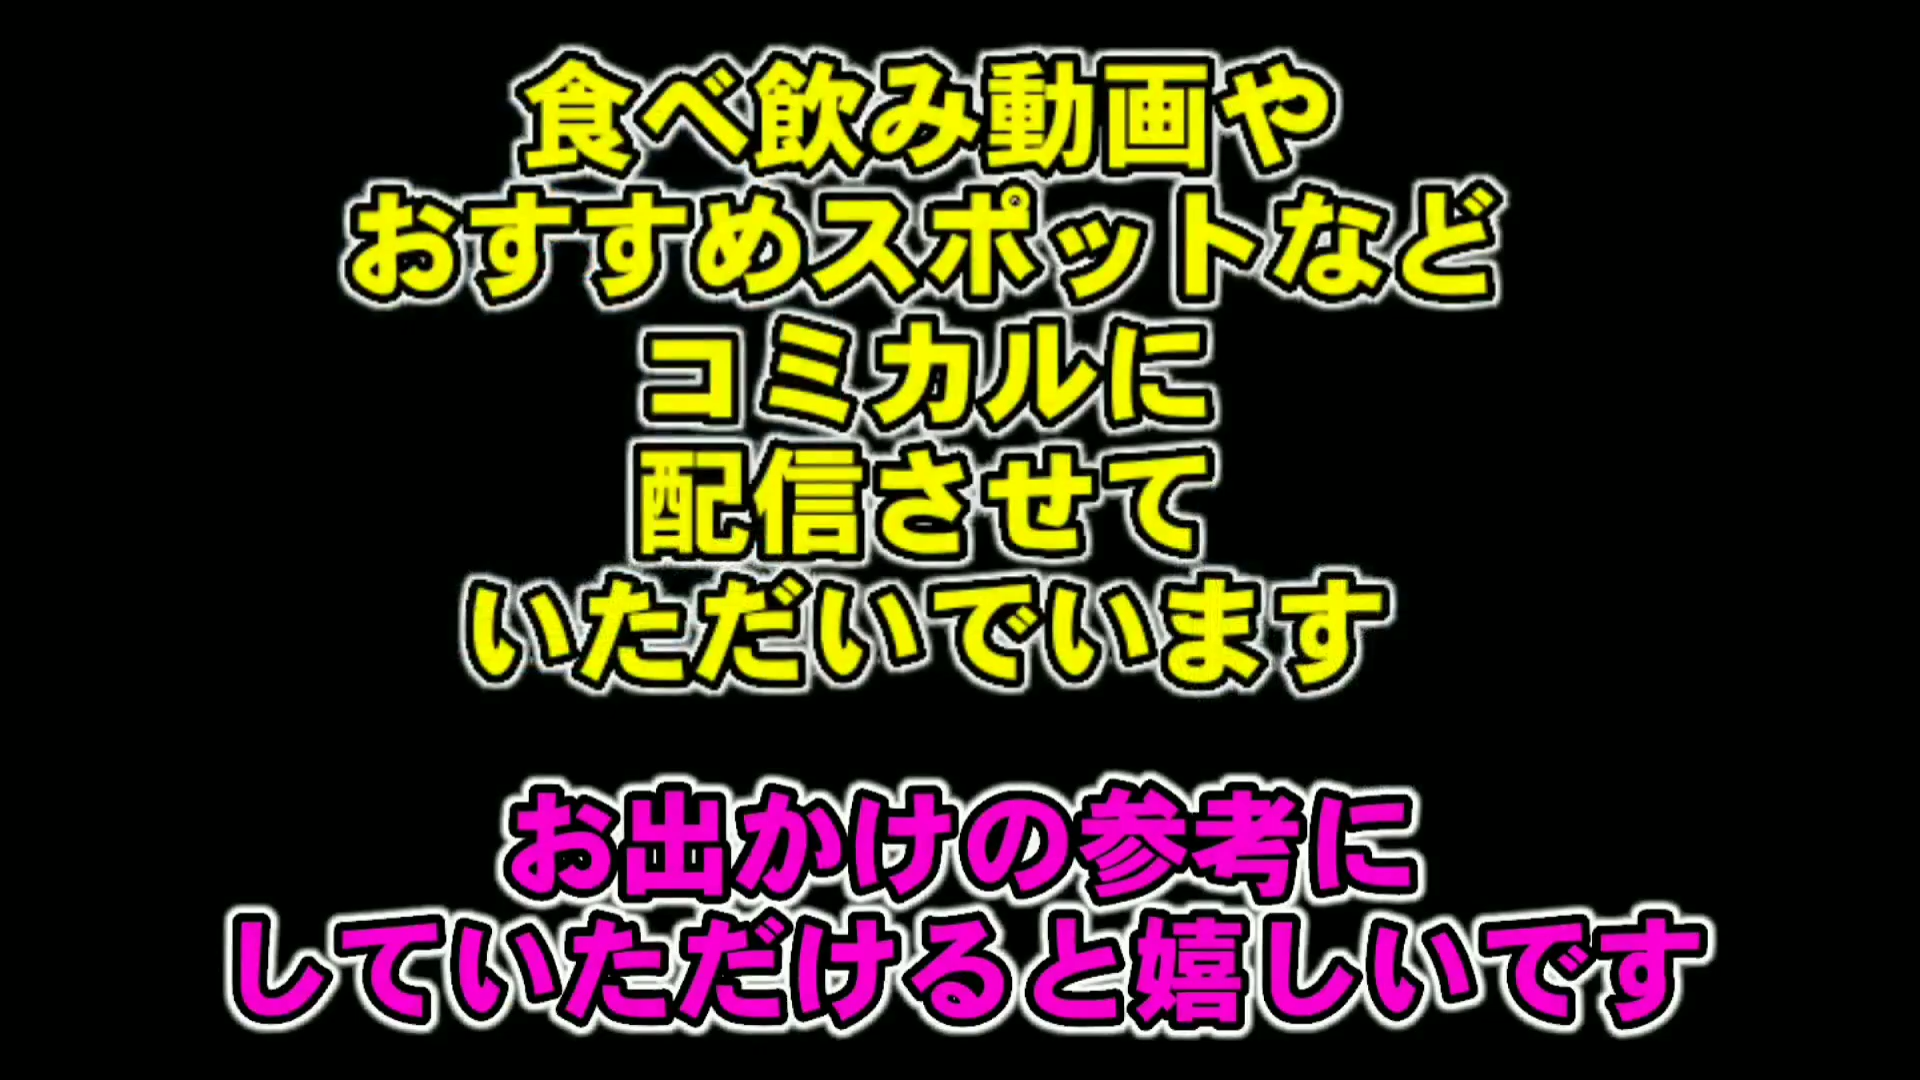 食べ飲み動画や
おすすめスポットなど
コミカルに
配信させて
いただいでいます
お出かけの参考に
していただけると嬉しいです